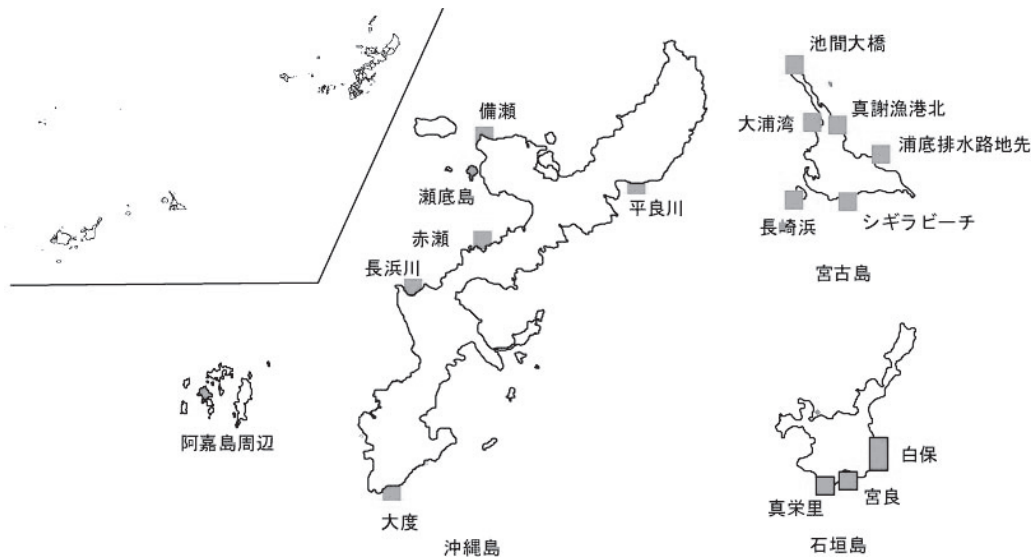 池間大橋
備瀬
大浦湾
真謝漁港北
浦底排水路地先
瀬底島
平良川
長崎浜
シギラビーチ
赤瀬
長浜川
宮古島
阿嘉島周辺
白保
真栄里
宮良
大度
沖縄島
石垣島